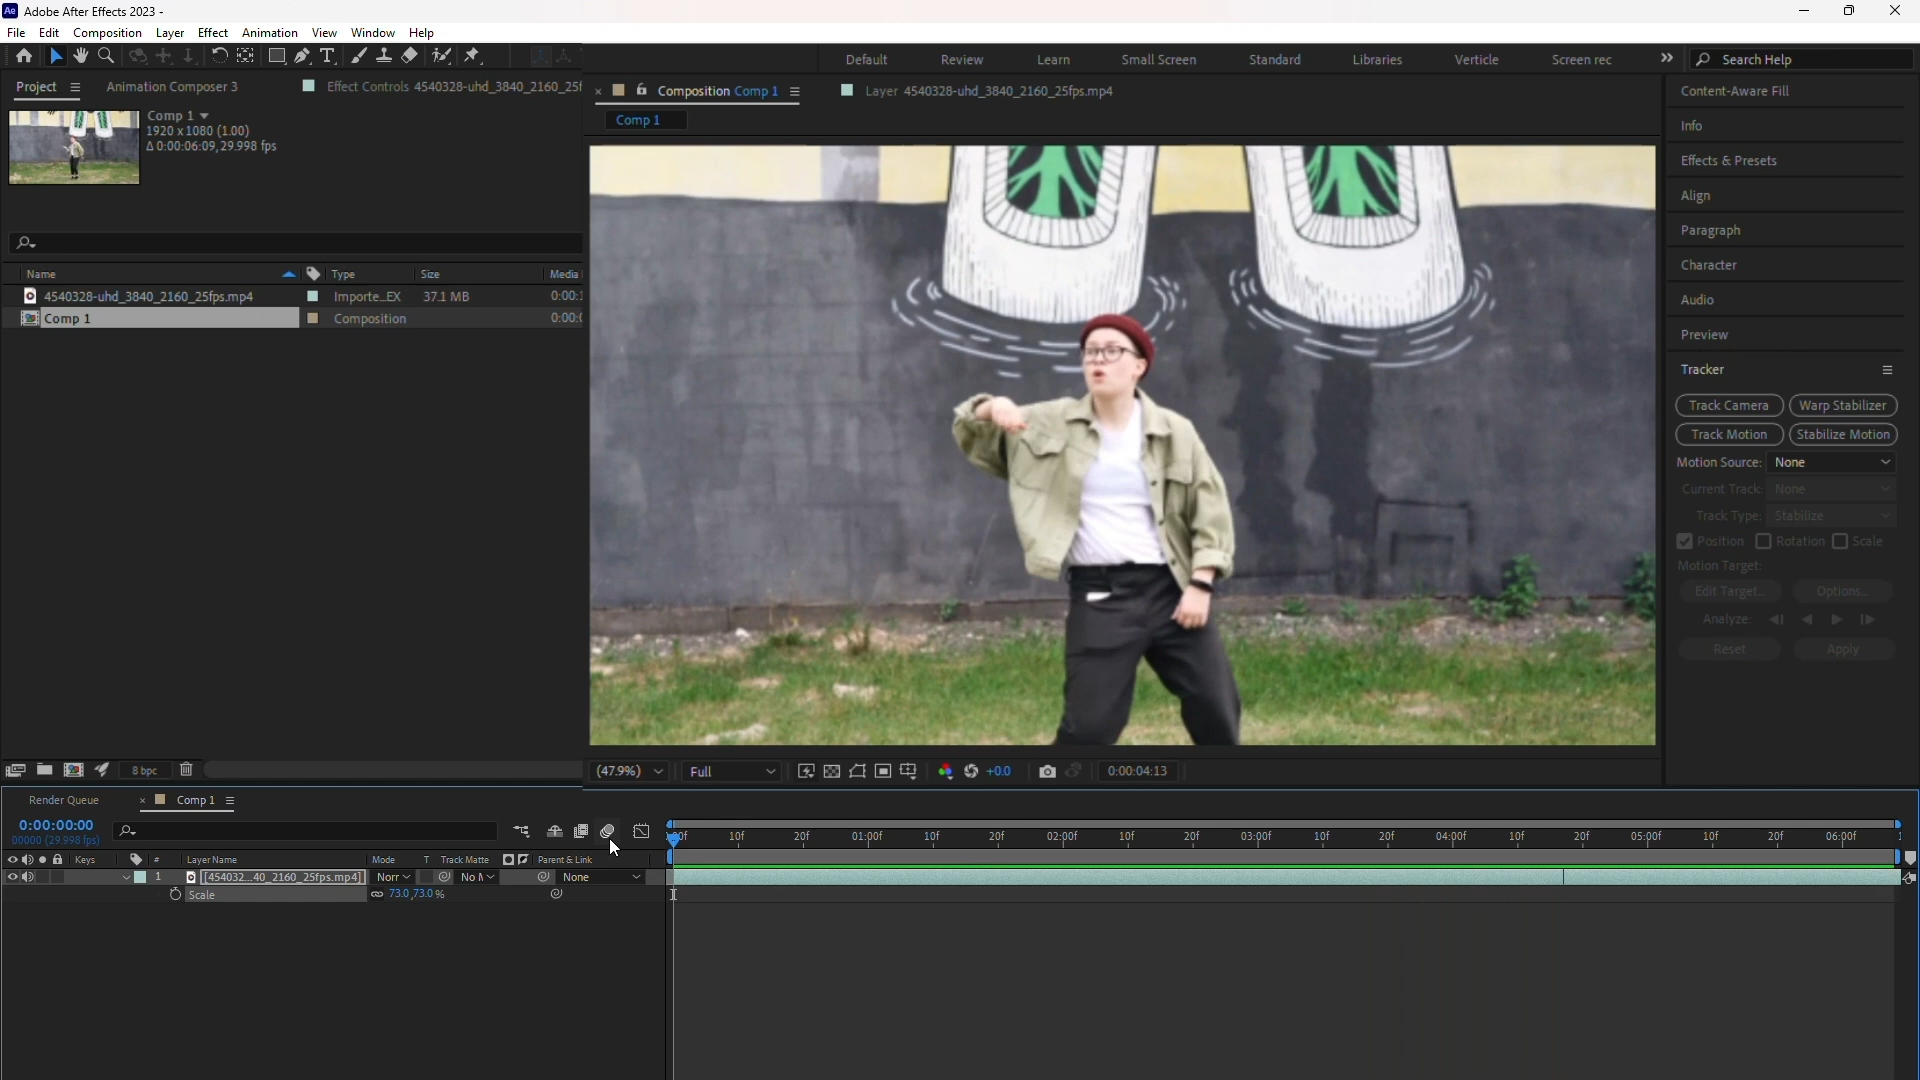 Adobe After Effects 2023 -
File Edit Composition Layer Effect Animation View Window Help
Default Review Learn Small Screen Standard Libraries Verticle Screen rec Search Help
Project Animation Composer 3 Effect Controls 4540328-uhd_3840_2160_25f
Composition Comp 1 Layer 4540328-uhd_3840_2160_25fps.mp4
Comp 1
Comp 1
1920 x 1080 (1.00)
Δ 0:00:06:09, 29.998 fps
Name Type Size Media
4540328-uhd_3840_2160_25fps.mp4 Importe...EX 37.1 MB 0:00:
Comp 1 Composition 0:00:
Content-Aware Fill
Info
Effects & Presets
Align
Paragraph
Character
Audio
Preview
Tracker
Track Camera Warp Stabilizer
Track Motion Stabilize Motion
Motion Source: None
Current Track: None
Track Type: Stabilize
Position Rotation Scale
Motion Target:
Edit Target... Options...
Analyze:
Reset Apply
8 bpc
(47.9%) Full +0.0 0:00:04:13
Render Queue Comp 1
0:00:00:00
00000 (29.998 fps)
00f 10f 20f 01:00f 10f 20f 02:00f 10f 20f 03:00f 10f 20f 04:00f 10f 20f 05:00f 10f 20f 06:00f 1
Keys # Layer Name Mode T Track Matte Parent & Link
1 [454032...40_2160_25fps.mp4] Norr No M None
Scale 73.0,73.0 %